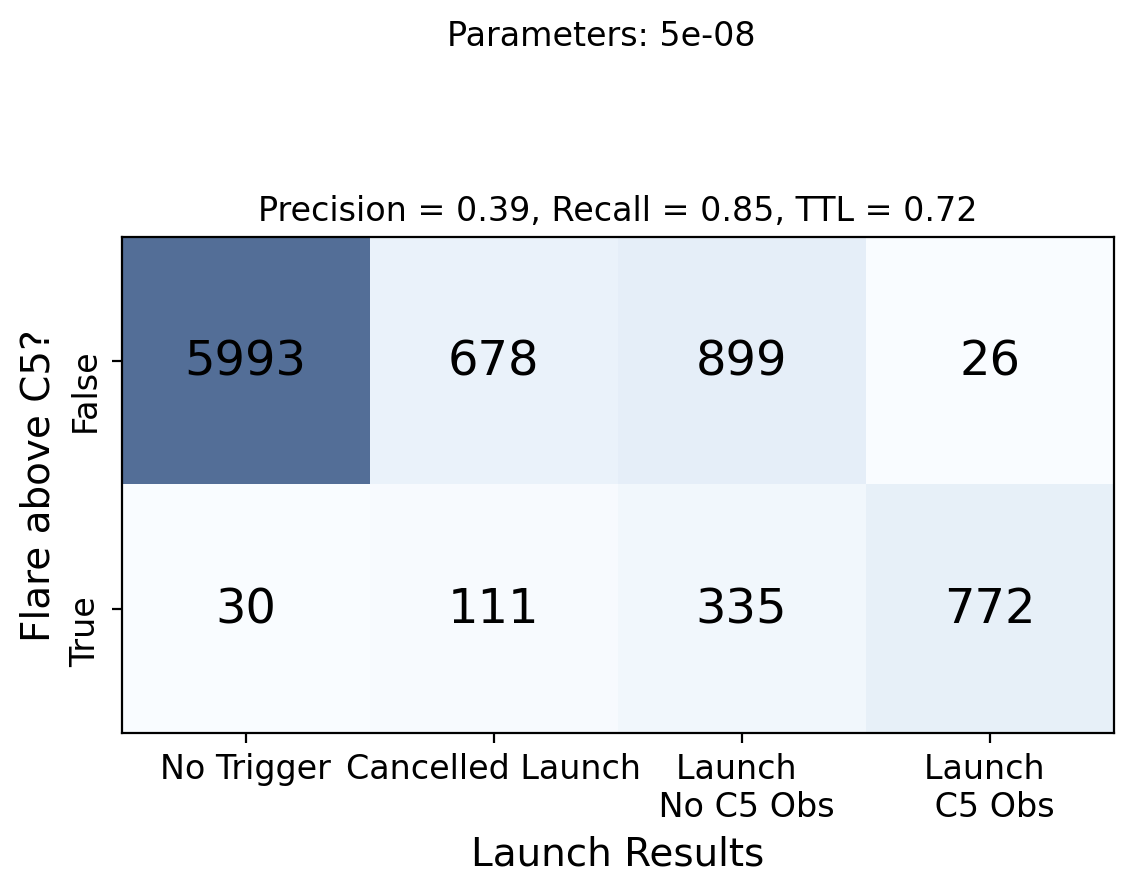 Parameters: 5e-08
Precision = 0.39, Recall = 0.85, TTL = 0.72
Flare above C5?
False
5993 678 899 26
True
30 111 335 772
No Trigger Cancelled Launch Launch Launch
No C5 Obs C5 Obs
Launch Results